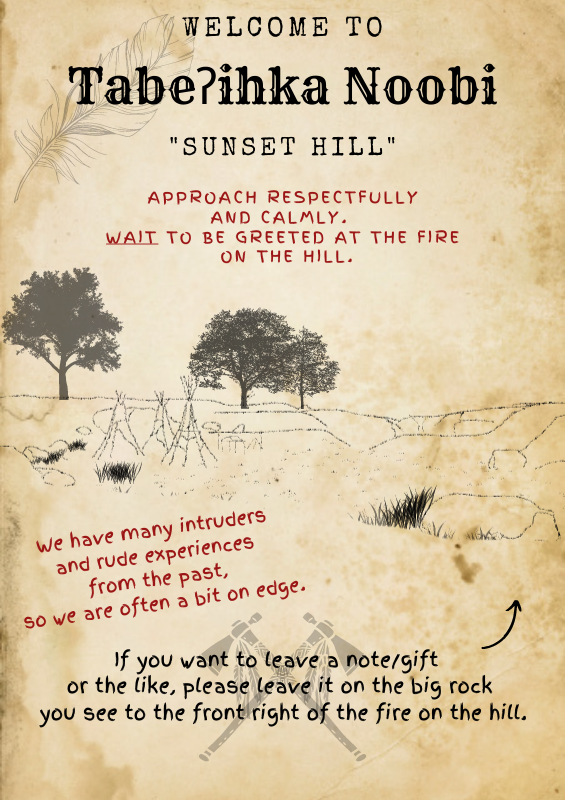 WELCOME TO
Tabeʔihka Noobi
"SUNSET HILL"
APPROACH RESPECTFULLY
AND CALMLY.
WAIT TO BE GREETED AT THE FIRE
ON THE HILL.
We have many intruders
and rude experiences
from the past,
so we are often a bit on edge.
If you want to leave a note/gift
or the like, please leave it on the big rock
you see to the front right of the fire on the hill.